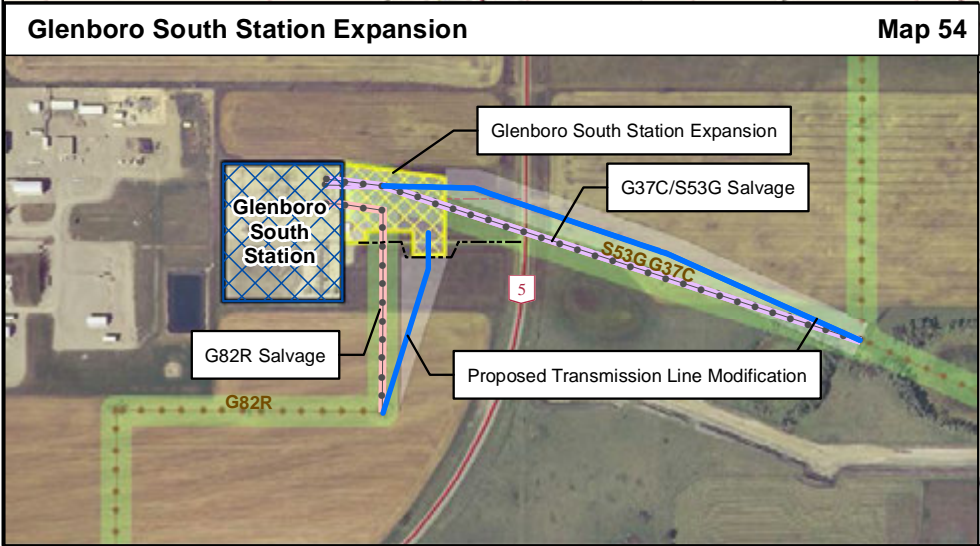 Glenboro South Station Expansion
Map 54
Glenboro South Station Expansion
G37C/S53G Salvage
Glenboro
South
Station
S53G G37C
5
G82R Salvage
Proposed Transmission Line Modification
G82R